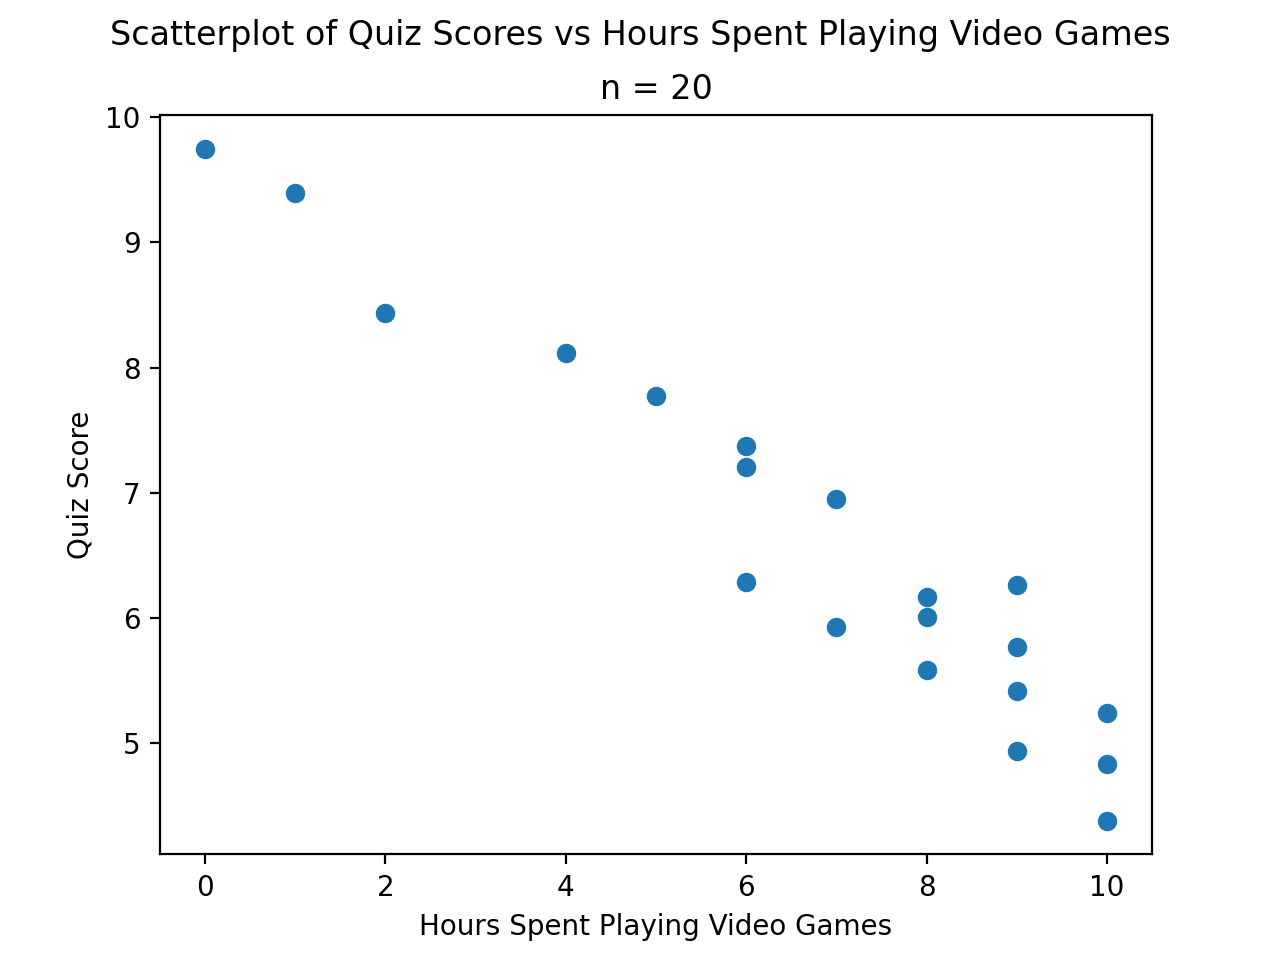 Scatterplot of Quiz Scores vs Hours Spent Playing Video Games
n = 20
10
9
8
7
6
5
Quiz Score
0 2 4 6 8 10
Hours Spent Playing Video Games